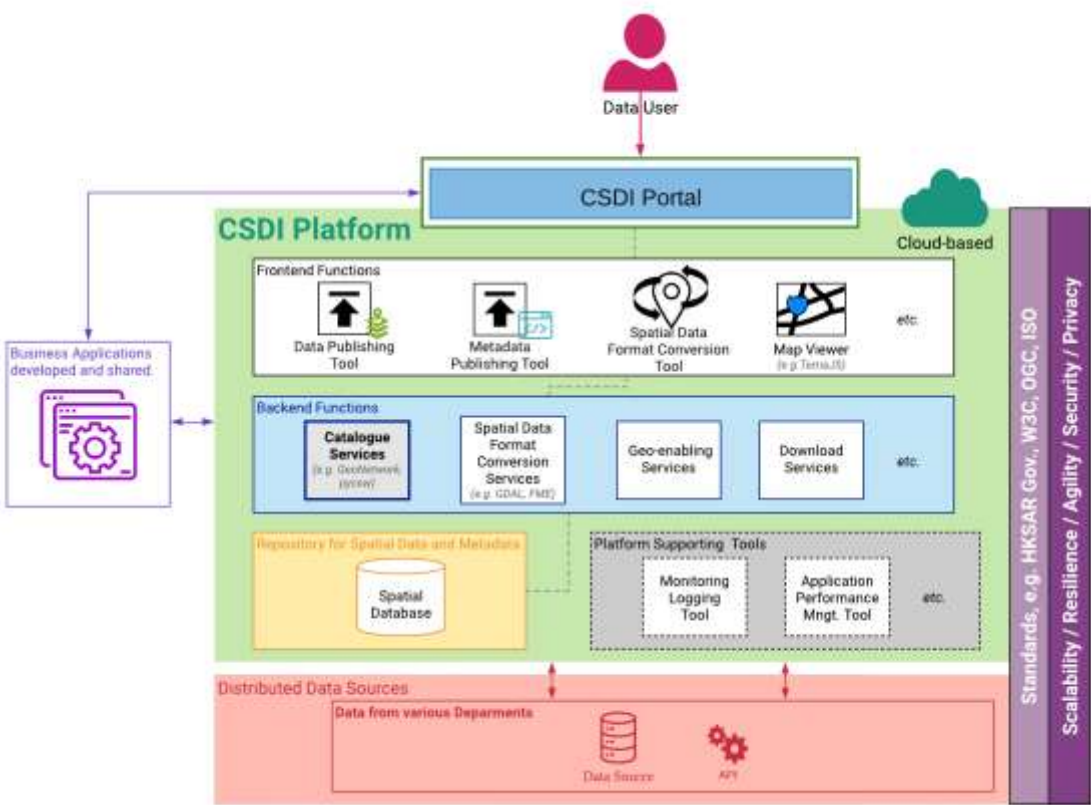 Data User
CSDI Portal
CSDI Platform
Cloud-based
Frontend Functions
Data Publishing
Tool
Metadata
Publishing Tool
Spatial Data
Format Conversion
Tool
Map Viewer
(e.g TerriaJS)
etc.
Business Applications
developed and shared
Backend Functions
Catalogue
Services
(e.g. GeoNetwork,
pycsw)
Spatial Data
Format
Conversion
Services
(e.g. GDAL, FME)
Geo-enabling
Services
Download
Services
etc.
Repository for Spatial Data and Metadata
Spatial
Database
Platform Supporting Tools
Monitoring
Logging
Tool
Application
Performance
Mngt. Tool
etc.
Distributed Data Sources
Data from various Deparments
Data Source
API
Standards, e.g. HKSAR Gov., W3C, OGC, ISO
Scalability / Resilience / Agility / Security / Privacy